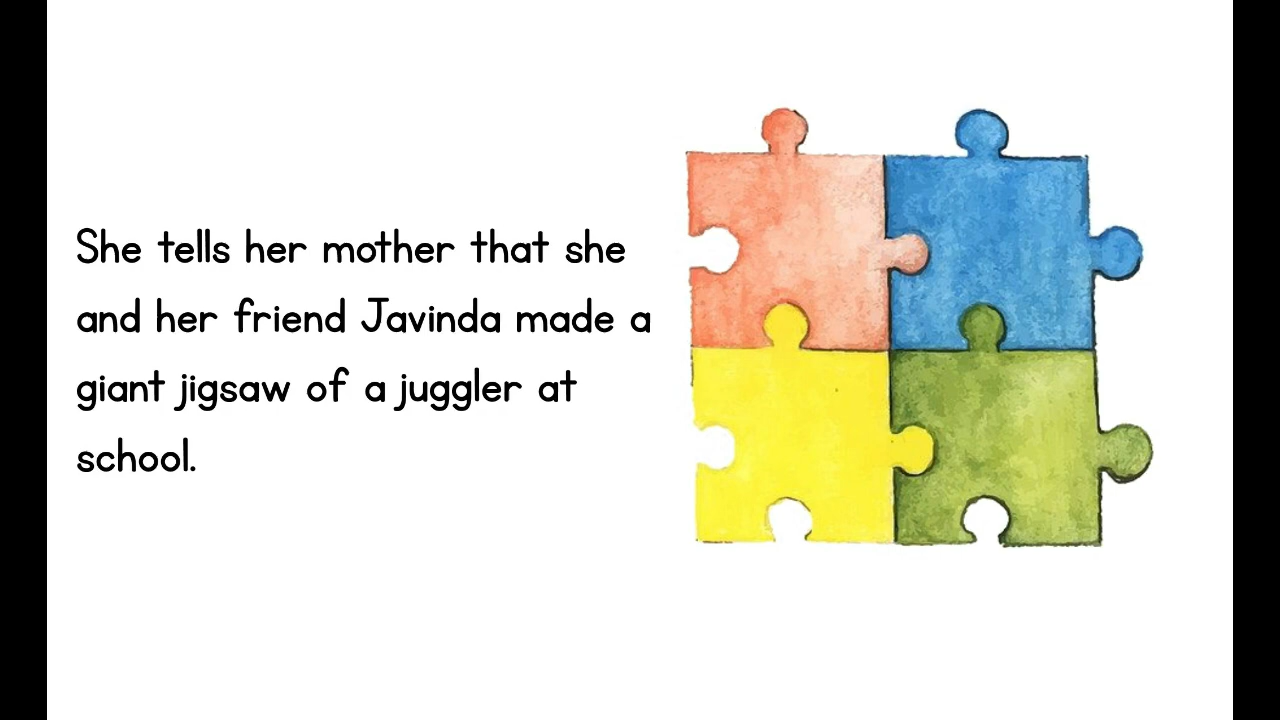 She tells her mother that she
and her friend Javinda made a
giant jigsaw of a juggler at
school.